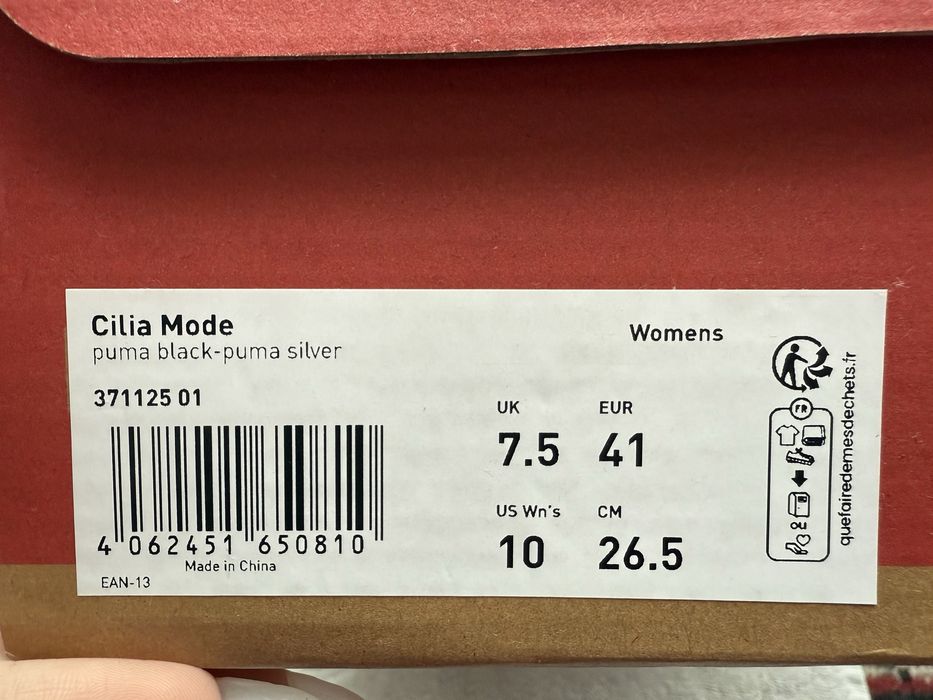 Cilia Mode
puma black-puma silver
Womens
371125 01
UK
EUR
7.5
41
US Wn's
CM
10
26.5
4 062451 650810
Made in China
EAN-13
FR
OU
quefairedemesdechets.fr